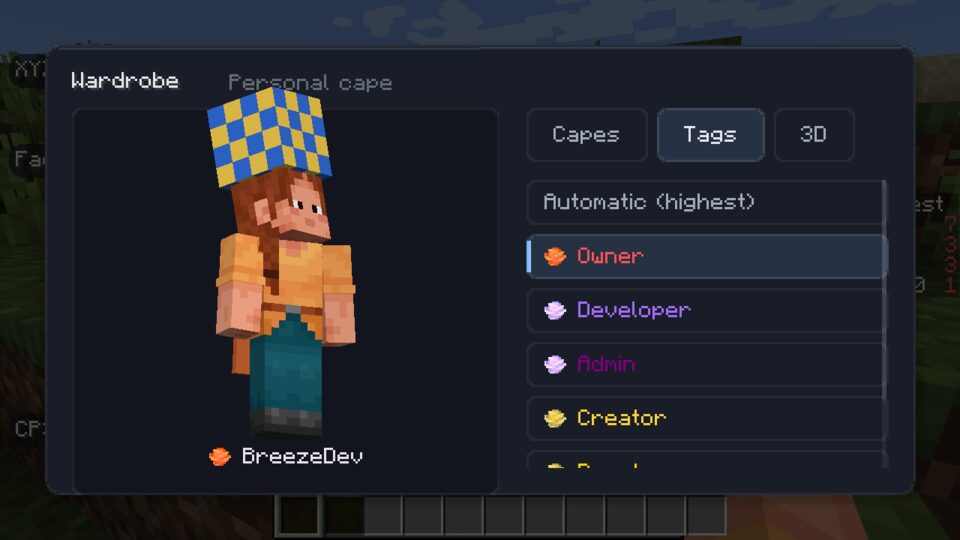 Wardrobe
Personal cape
Capes
Tags
3D
Automatic (highest)
Owner
Developer
Admin
Creator
BreezeDev